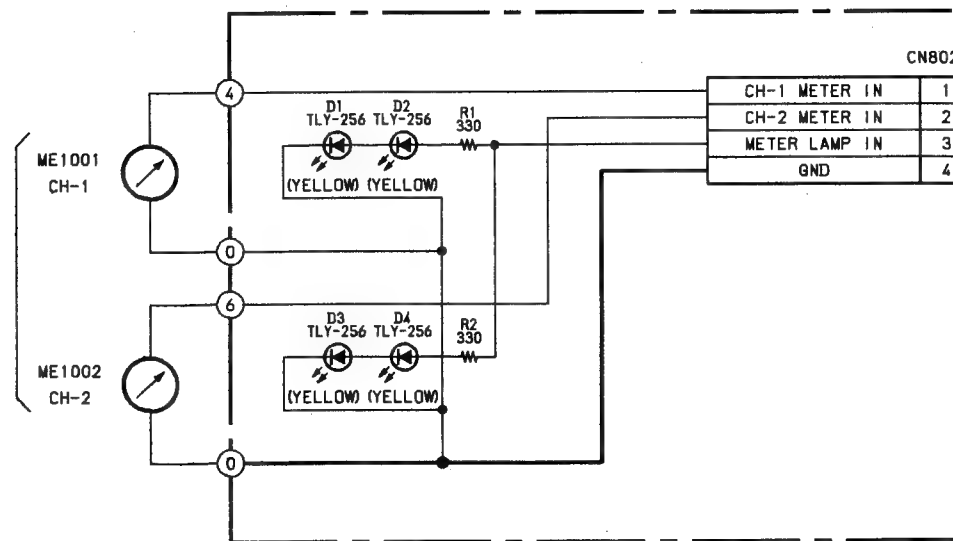 CN802
CH-1 METER IN 1
CH-2 METER IN 2
METER LAMP IN 3
GND 4
4
D1 D2 R1
TLY-256 TLY-256 330
(YELLOW) (YELLOW)
ME1001
CH-1
0
6
D3 D4 R2
TLY-256 TLY-256 330
(YELLOW) (YELLOW)
ME1002
CH-2
0